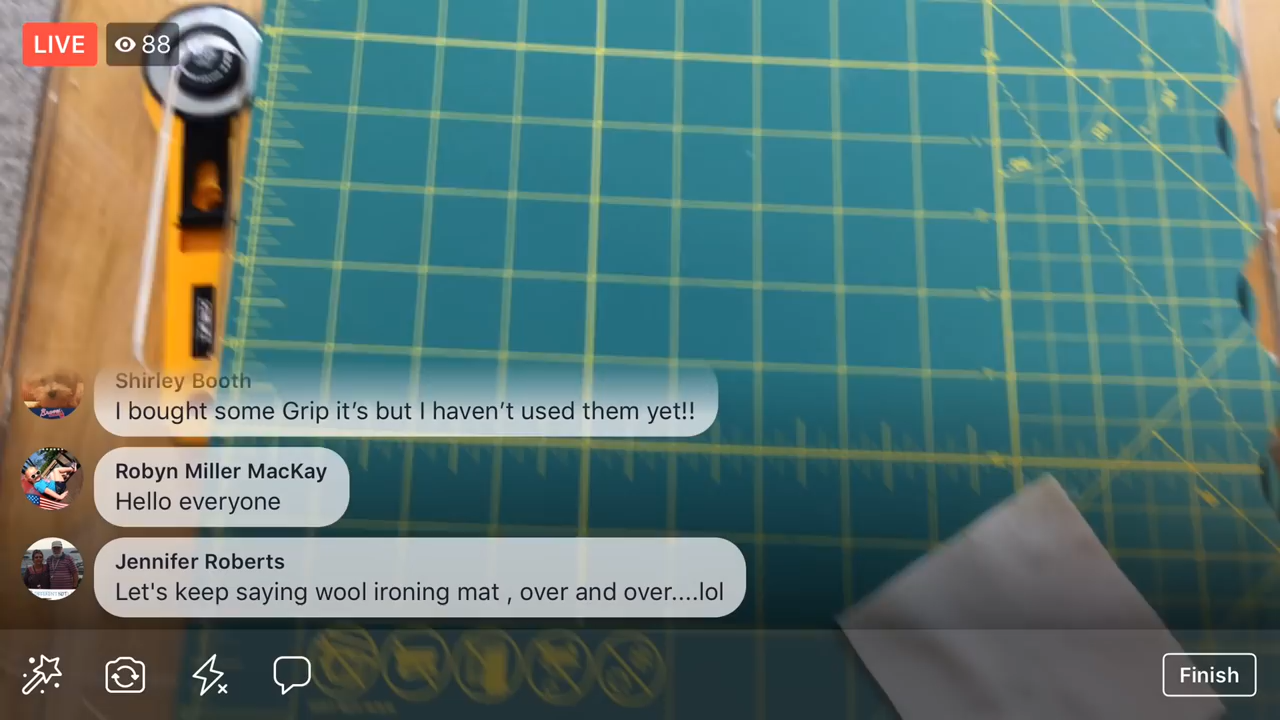 LIVE
88
Shirley Booth
I bought some Grip it’s but I haven’t used them yet!!
Robyn Miller MacKay
Hello everyone
Jennifer Roberts
Let's keep saying wool ironing mat , over and over....lol
Finish